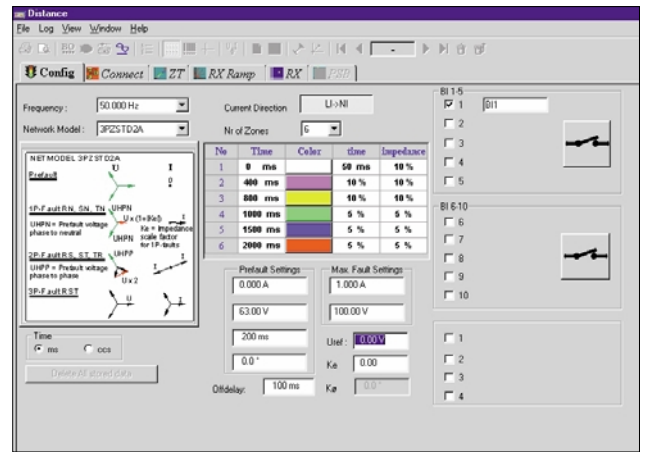 Distance
File Log View Window Help
Config Connect ZT RX Ramp RX PSB
Frequency : 50.000 Hz
Network Model : 3PZSTD2A
Current Direction LI->NI
Nr of Zones 6
No Time Color time Impedance
1 0 ms 50 ms 10 %
2 400 ms 10 % 10 %
3 800 ms 10 % 10 %
4 1000 ms 5 % 5 %
5 1500 ms 5 % 5 %
6 2000 ms 5 % 5 %
NET MODEL 3PZSTD2A
U I
Prefault
0
1P-Fault RN, SN, TN UHPN
U x (1+|Ke|)
UHPN = Prefault voltage
phase to neutral
UHPN
Ke = Impedance
scale factor
for 1P-faults
2P-Fault RS, ST, TR UHPP
UHPP = Prefault voltage
phase to phase
U x 2
I
3P-Fault RST
U
I
Time
ms ccs
Delete All stored data
Prefault Settings
0.000 A
63.00 V
200 ms
0.0 °
Offdelay: 100 ms
Max. Fault Settings
1.000 A
100.00 V
Uref : 0.00 V
Ke 0.00
Kø 0.0 °
BI 1-5
1 BI1
2
3
4
5
BI 6-10
6
7
8
9
10
1
2
3
4